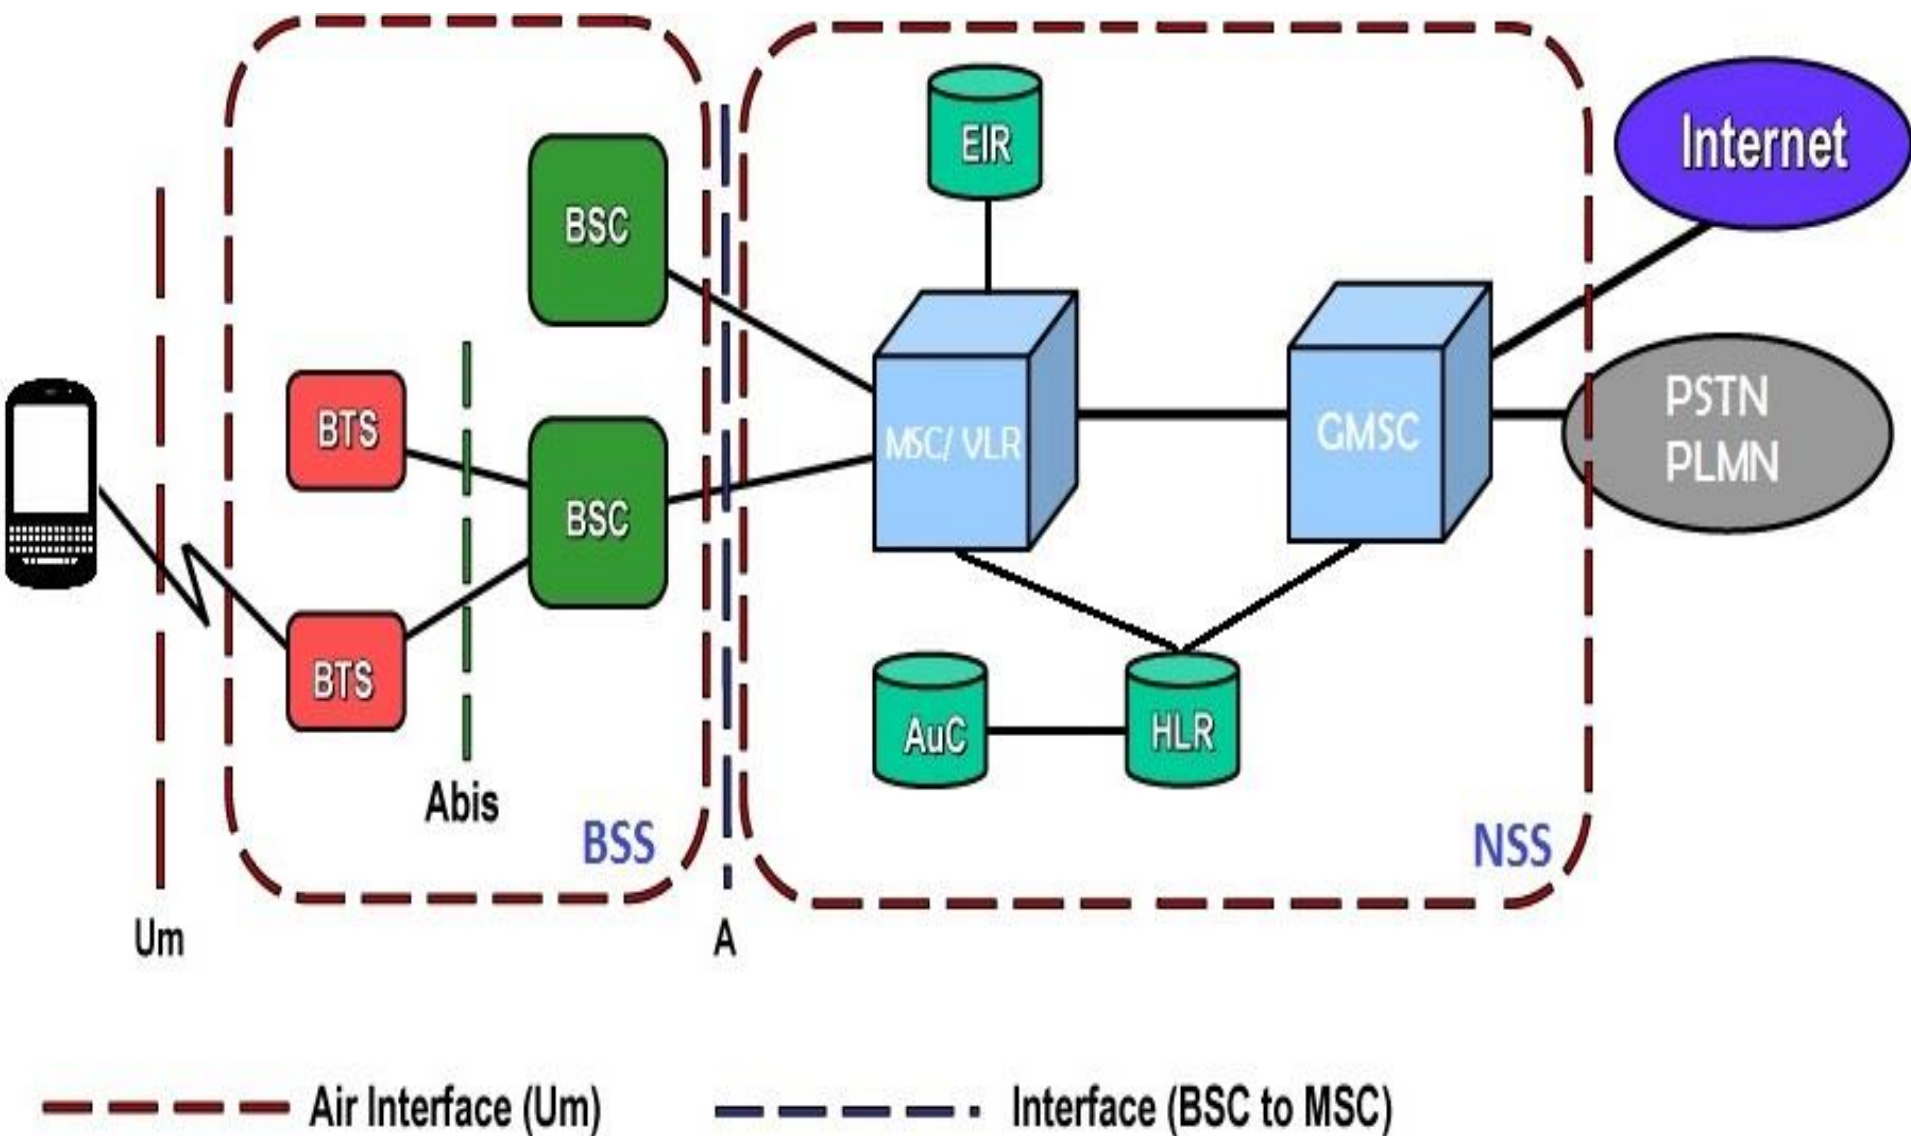 EIR
Internet
BSC
BTS
MSC/ VLR
GMSC
PSTN
PLMN
BSC
BTS
AuC
HLR
Abis
BSS
NSS
Um
A
Air Interface (Um)
Interface (BSC to MSC)